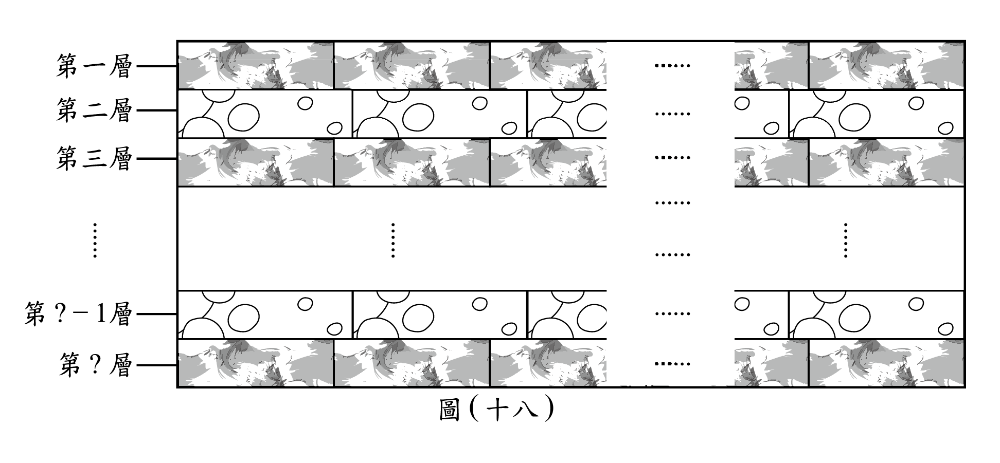 第一層 ……
第二層 ……
第三層 ……
……
⋮ ⋮ ⋮
……
第?-1層 ……
第?層 ……
圖(十八)